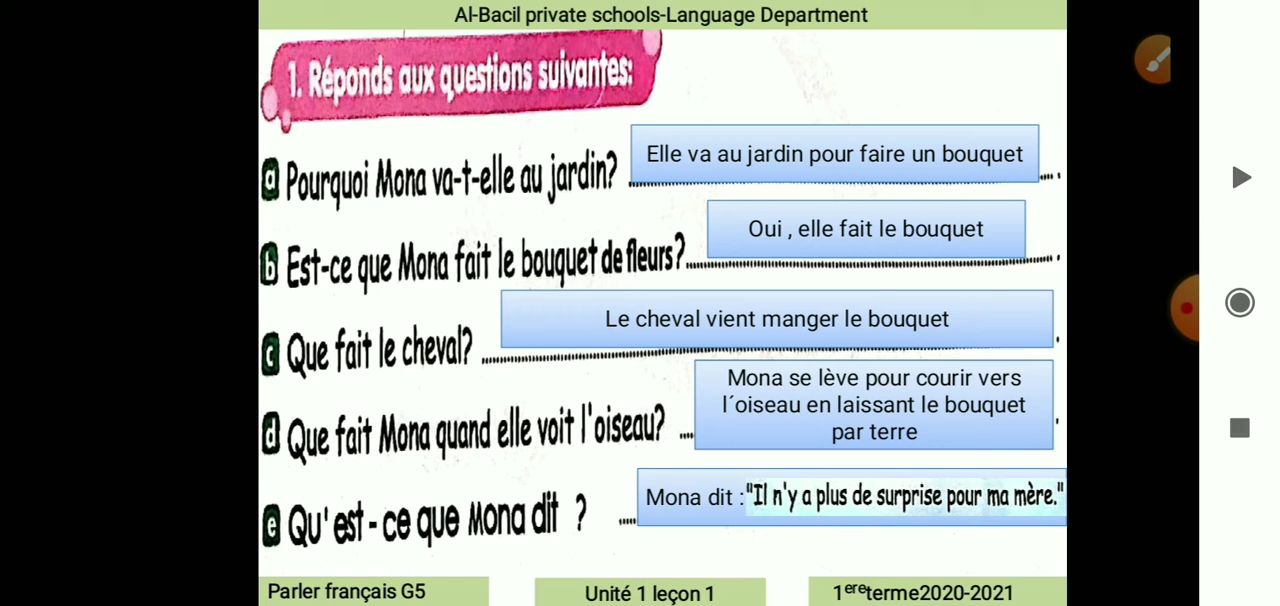 Al-Bacil private schools-Language Department
1. Réponds aux questions suivantes:
a Pourquoi Mona va-t-elle au jardin? Elle va au jardin pour faire un bouquet .... .
b Est-ce que Mona fait le bouquet de fleurs?.... Oui , elle fait le bouquet .... .
c Que fait le cheval? .... Le cheval vient manger le bouquet .
d Que fait Mona quand elle voit l'oiseau? .... Mona se lève pour courir vers
l´oiseau en laissant le bouquet
par terre .
e Qu'est-ce que Mona dit ? .... Mona dit :"Il n'y a plus de surprise pour ma mère."
Parler français G5
Unité 1 leçon 1
1ereterme2020-2021